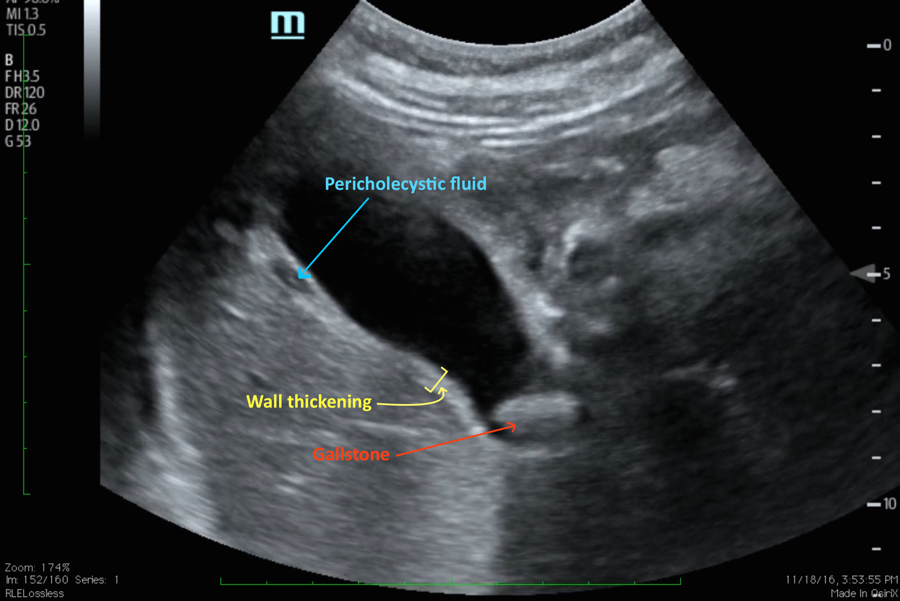 MI 1.3
TIS 0.5
B
F H3.5
DR 120
FR 26
D 12.0
G 53
m
0
Pericholecystic fluid
5
Wall thickening
Gallstone
10
Zoom: 174%
Im: 152/160 Series: 1
RLELossless
11/18/16, 3:53:55 PM
Made In OsiriX